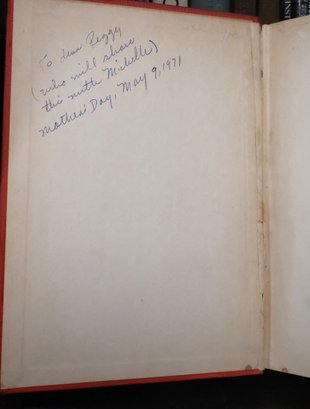 To dear Peggy
(who will share
this with Michelle)
Mother's Day, May 9, 1971